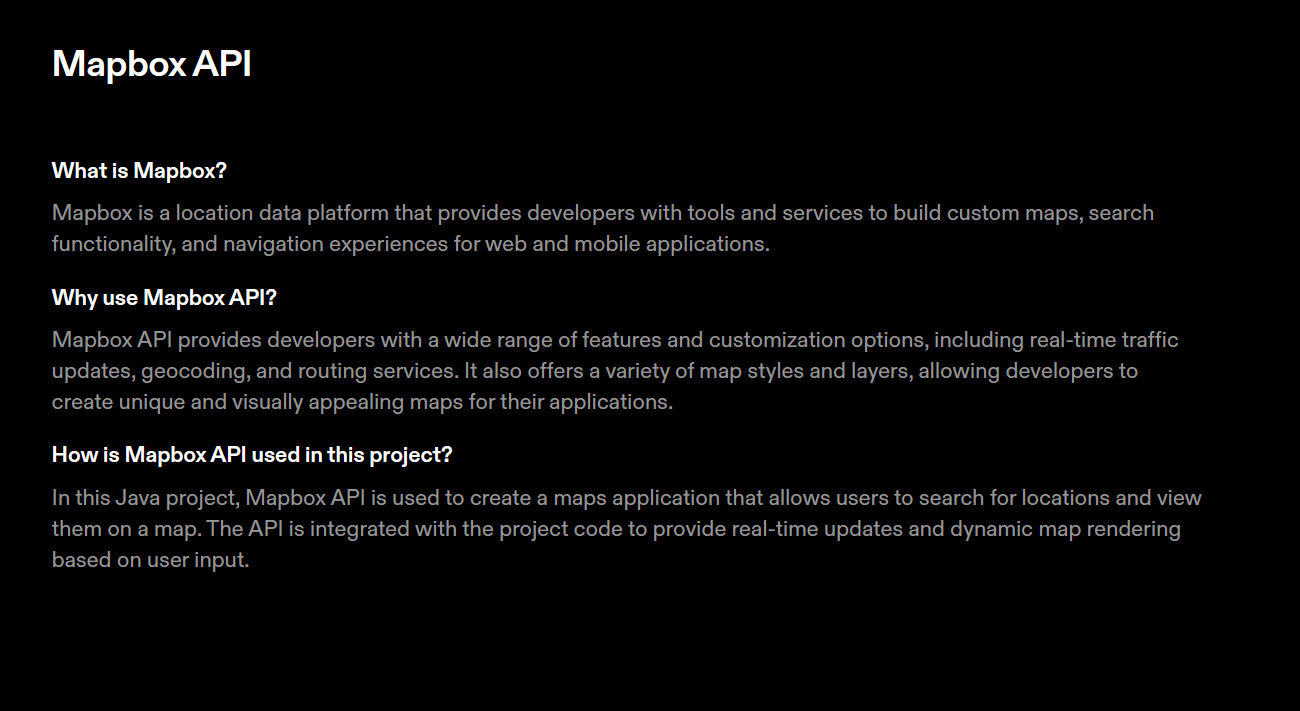 Mapbox API
What is Mapbox?
Mapbox is a location data platform that provides developers with tools and services to build custom maps, search
functionality, and navigation experiences for web and mobile applications.
Why use Mapbox API?
Mapbox API provides developers with a wide range of features and customization options, including real-time traffic
updates, geocoding, and routing services. It also offers a variety of map styles and layers, allowing developers to
create unique and visually appealing maps for their applications.
How is Mapbox API used in this project?
In this Java project, Mapbox API is used to create a maps application that allows users to search for locations and view
them on a map. The API is integrated with the project code to provide real-time updates and dynamic map rendering
based on user input.